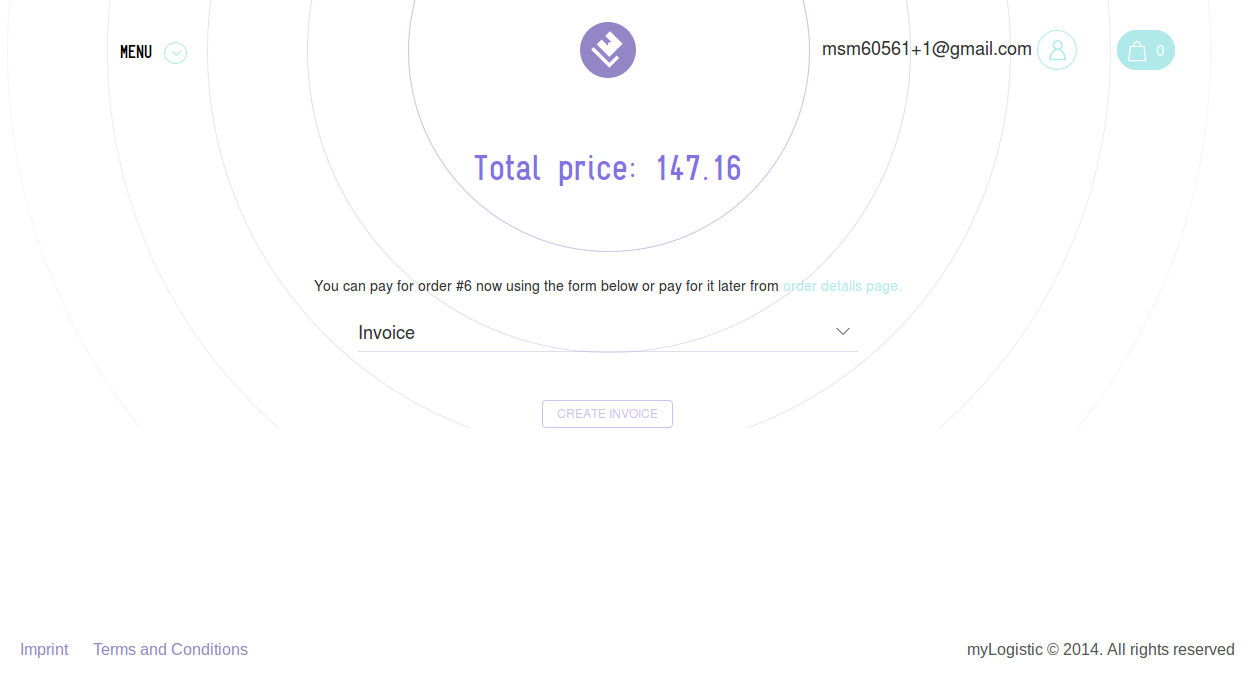 MENU
msm60561+1@gmail.com
0
Total price: 147.16
You can pay for order #6 now using the form below or pay for it later from order details page.
Invoice
CREATE INVOICE
Imprint
Terms and Conditions
myLogistic © 2014. All rights reserved